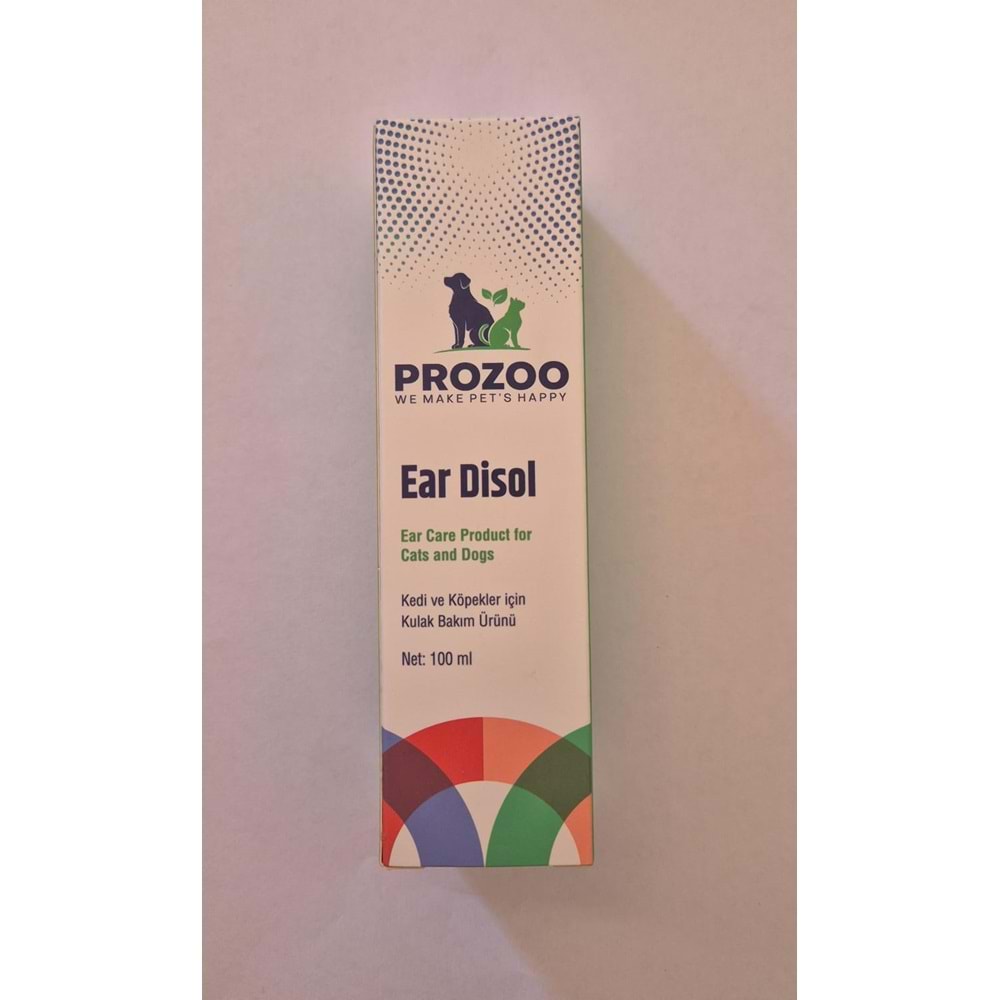 PROZOO
WE MAKE PET'S HAPPY
Ear Disol
Ear Care Product for
Cats and Dogs
Kedi ve Köpekler için
Kulak Bakım Ürünü
Net: 100 ml